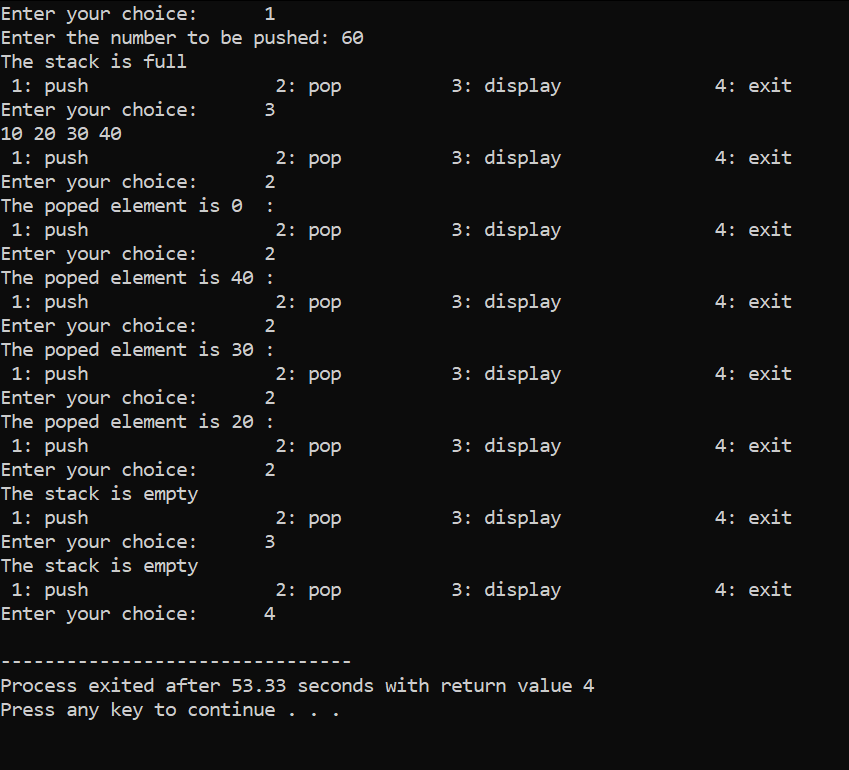 Enter your choice:      1
Enter the number to be pushed: 60
The stack is full
 1: push                 2: pop          3: display              4: exit
Enter your choice:      3
10 20 30 40
 1: push                 2: pop          3: display              4: exit
Enter your choice:      2
The poped element is 0  :
 1: push                 2: pop          3: display              4: exit
Enter your choice:      2
The poped element is 40 :
 1: push                 2: pop          3: display              4: exit
Enter your choice:      2
The poped element is 30 :
 1: push                 2: pop          3: display              4: exit
Enter your choice:      2
The poped element is 20 :
 1: push                 2: pop          3: display              4: exit
Enter your choice:      2
The stack is empty
 1: push                 2: pop          3: display              4: exit
Enter your choice:      3
The stack is empty
 1: push                 2: pop          3: display              4: exit
Enter your choice:      4

--------------------------------
Process exited after 53.33 seconds with return value 4
Press any key to continue . . .